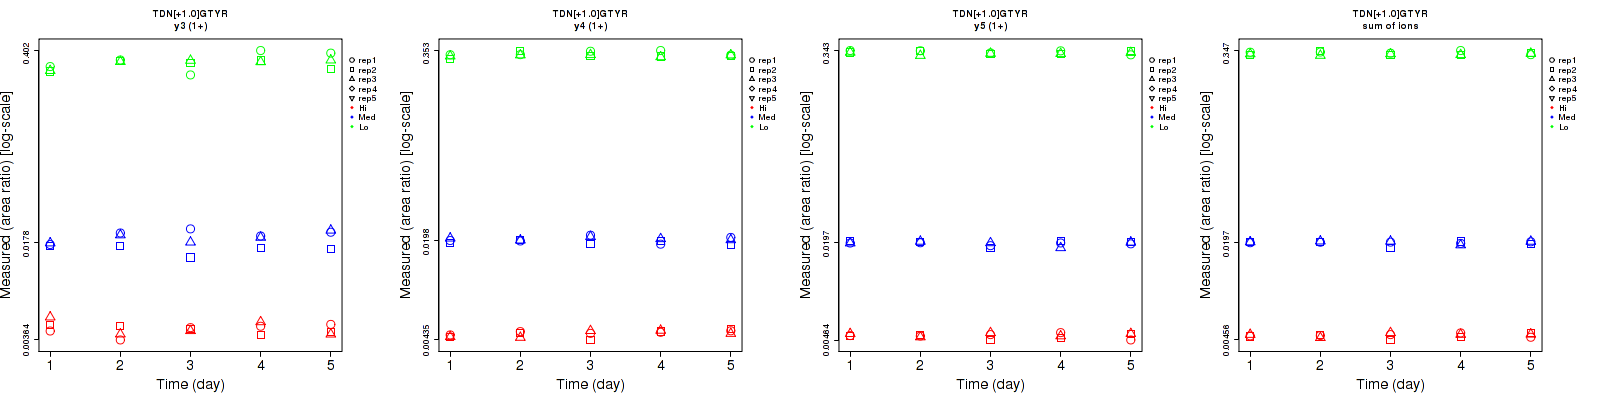 TDN[+1.0]GTYR
y3 (1+)
Measured (area ratio) [log-scale]
0.402
0.0178
0.00364
1 2 3 4 5
Time (day)
rep1
rep2
rep3
rep4
rep5
Hi
Med
Lo
TDN[+1.0]GTYR
y4 (1+)
Measured (area ratio) [log-scale]
0.353
0.0198
0.00435
1 2 3 4 5
Time (day)
rep1
rep2
rep3
rep4
rep5
Hi
Med
Lo
TDN[+1.0]GTYR
y5 (1+)
Measured (area ratio) [log-scale]
0.343
0.0197
0.00464
1 2 3 4 5
Time (day)
rep1
rep2
rep3
rep4
rep5
Hi
Med
Lo
TDN[+1.0]GTYR
sum of ions
Measured (area ratio) [log-scale]
0.347
0.0197
0.00456
1 2 3 4 5
Time (day)
rep1
rep2
rep3
rep4
rep5
Hi
Med
Lo